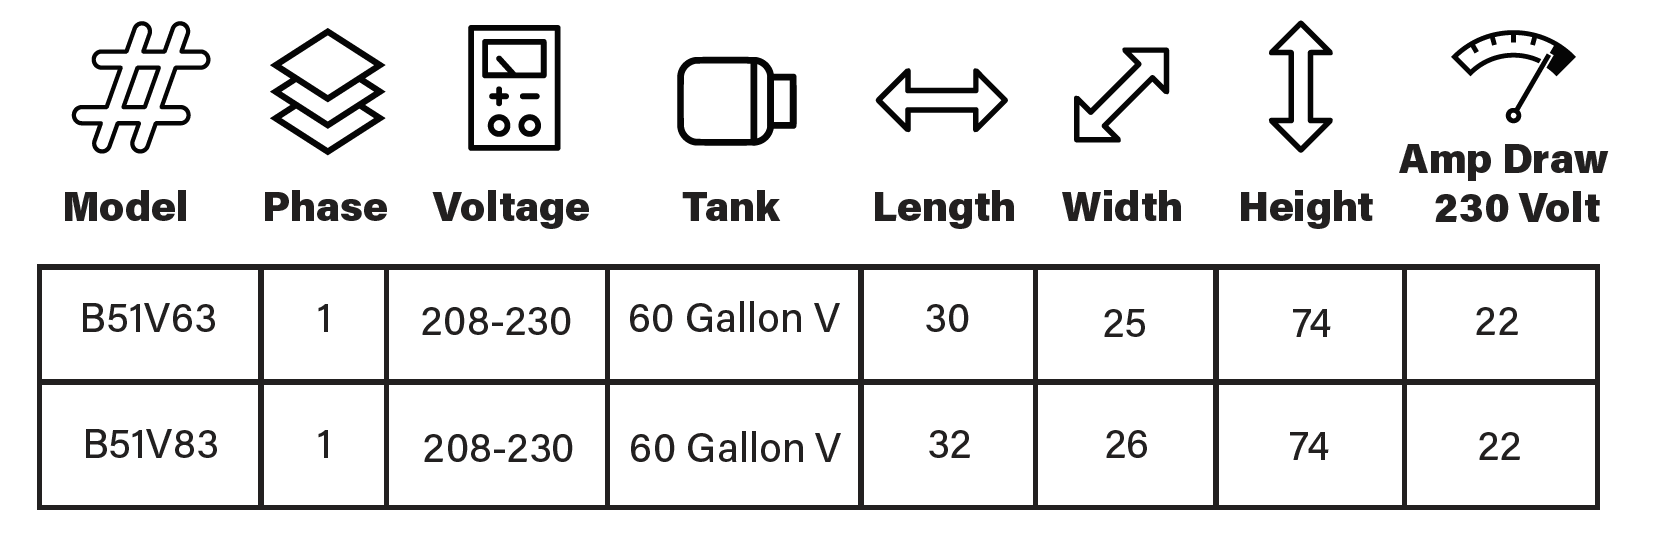 Model Phase Voltage Tank Length Width Height Amp Draw 230 Volt
B51V63 1 208-230 60 Gallon V 30 25 74 22
B51V83 1 208-230 60 Gallon V 32 26 74 22